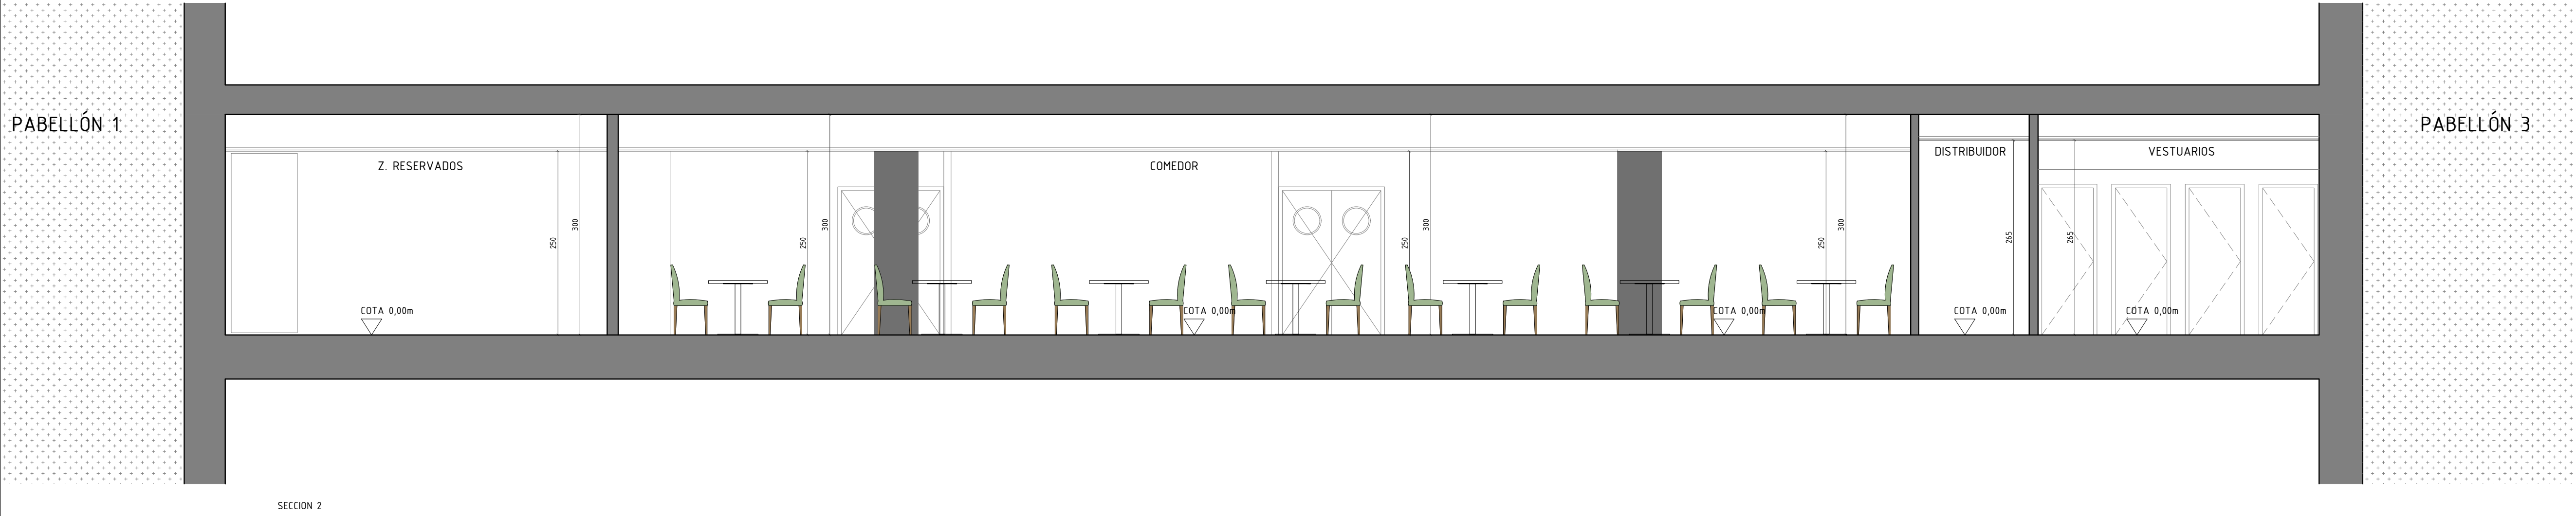 PABELLÓN 1
PABELLÓN 3
Z. RESERVADOS
COMEDOR
DISTRIBUIDOR
VESTUARIOS
250
300
250
300
250
300
250
300
265
265
COTA 0,00m
COTA 0,00m
COTA 0,00m
COTA 0,00m
COTA 0,00m
SECCION 2